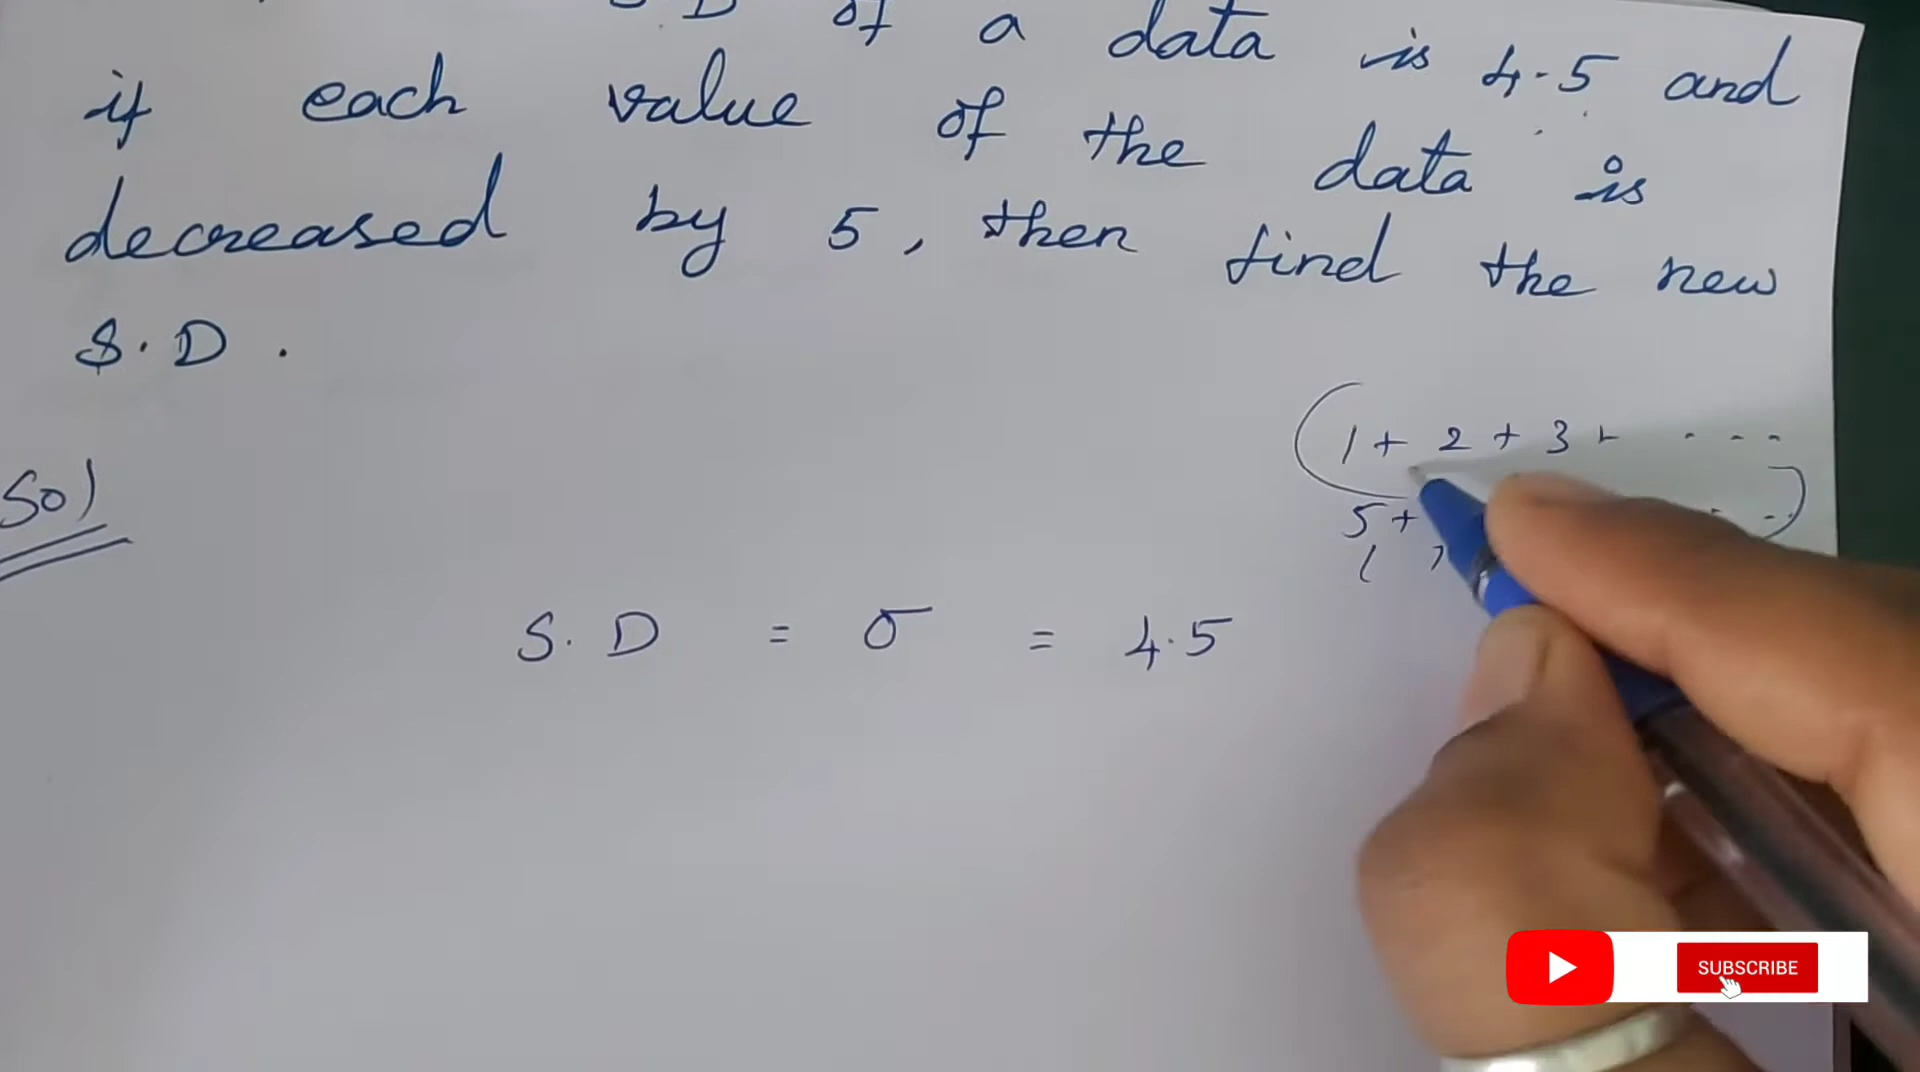 S.D of a data is 4.5 and
if each value of the data is
decreased by 5, then find the new
S.D.
1 + 2 + 3 + ....
Sol
5 +
S.D = σ = 4.5
SUBSCRIBE